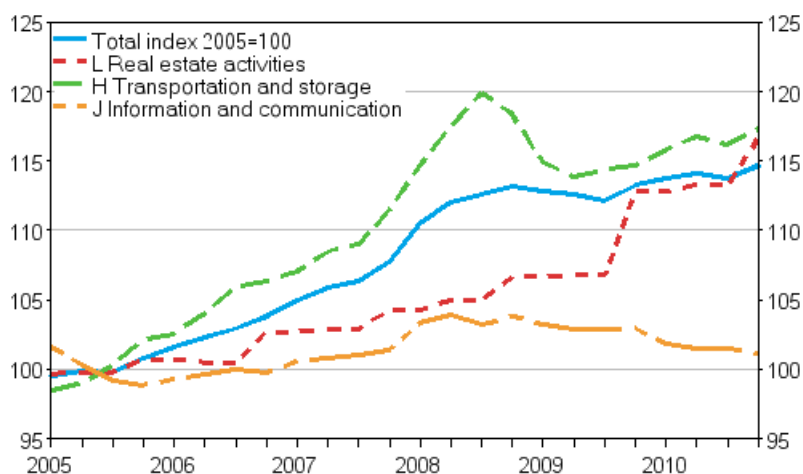 125 125
Total index 2005=100
L Real estate activities
H Transportation and storage
J Information and communication
120 120
115 115
110 110
105 105
100 100
95 95
2005 2006 2007 2008 2009 2010